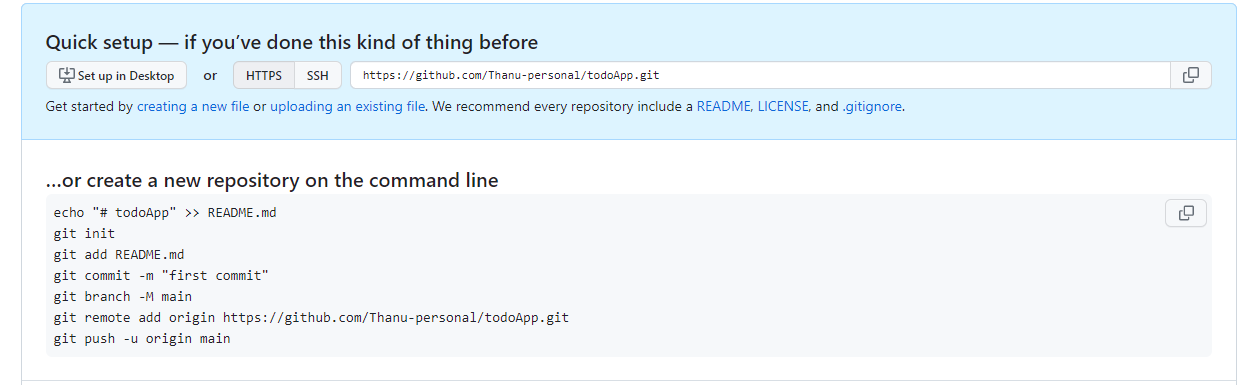 Quick setup — if you’ve done this kind of thing before
Set up in Desktop or HTTPS SSH https://github.com/Thanu-personal/todoApp.git
Get started by creating a new file or uploading an existing file. We recommend every repository include a README, LICENSE, and .gitignore.
…or create a new repository on the command line
echo "# todoApp" >> README.md
git init
git add README.md
git commit -m "first commit"
git branch -M main
git remote add origin https://github.com/Thanu-personal/todoApp.git
git push -u origin main